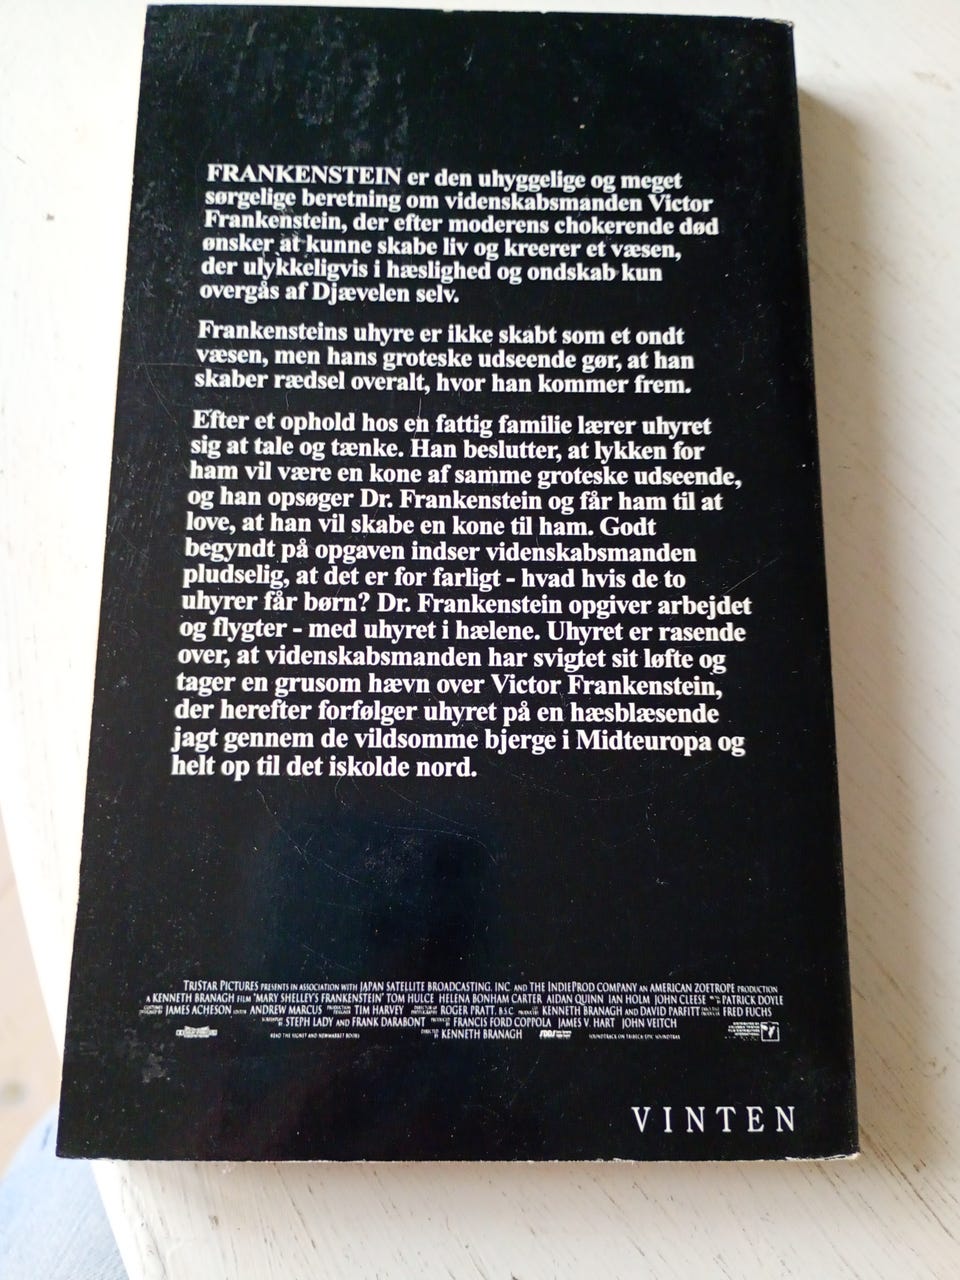 FRANKENSTEIN er den uhyggelige og meget
sørgelige beretning om videnskabsmanden Victor
Frankenstein, der efter moderens chokerende død
ønsker at kunne skabe liv og kreerer et væsen,
der ulykkeligvis i hæslighed og ondskab kun
overgås af Djævelen selv.
Frankensteins uhyre er ikke skabt som et ondt
væsen, men hans groteske udseende gør, at han
skaber rædsel overalt, hvor han kommer frem.
Efter et ophold hos en fattig familie lærer uhyret
sig at tale og tænke. Han beslutter, at lykken for
ham vil være en kone af samme groteske udseende,
og han opsøger Dr. Frankenstein og får ham til at
love, at han vil skabe en kone til ham. Godt
begyndt på opgaven indser videnskabsmanden
pludselig, at det er for farligt - hvad hvis de to
uhyrer får børn? Dr. Frankenstein opgiver arbejdet
og flygter - med uhyret i hælene. Uhyret er rasende
over, at videnskabsmanden har svigtet sit løfte og
tager en grusom hævn over Victor Frankenstein,
der herefter forfølger uhyret på en hæsblæsende
jagt gennem de vildsomme bjerge i Midteuropa og
helt op til det iskolde nord.
TRISTAR PICTURES PRESENTS IN ASSOCIATION WITH JAPAN SATELLITE BROADCASTING, INC. AND THE INDIEPROD COMPANY AN AMERICAN ZOETROPE PRODUCTION
A KENNETH BRANAGH FILM "MARY SHELLEY'S FRANKENSTEIN" TOM HULCE HELENA BONHAM CARTER AIDAN QUINN IAN HOLM JOHN CLEESE PATRICK DOYLE
JAMES ACHESON ANDREW MARCUS TIM HARVEY ROGER PRATT, B.S.C. KENNETH BRANAGH AND DAVID PARFITT FRED FUCHS
STEPH LADY AND FRANK DARABONT FRANCIS FORD COPPOLA JAMES V. HART JOHN VEITCH
READ THE SIGNET AND NEWMARKET BOOKS KENNETH BRANAGH SOUNDTRACK ON
VINTEN